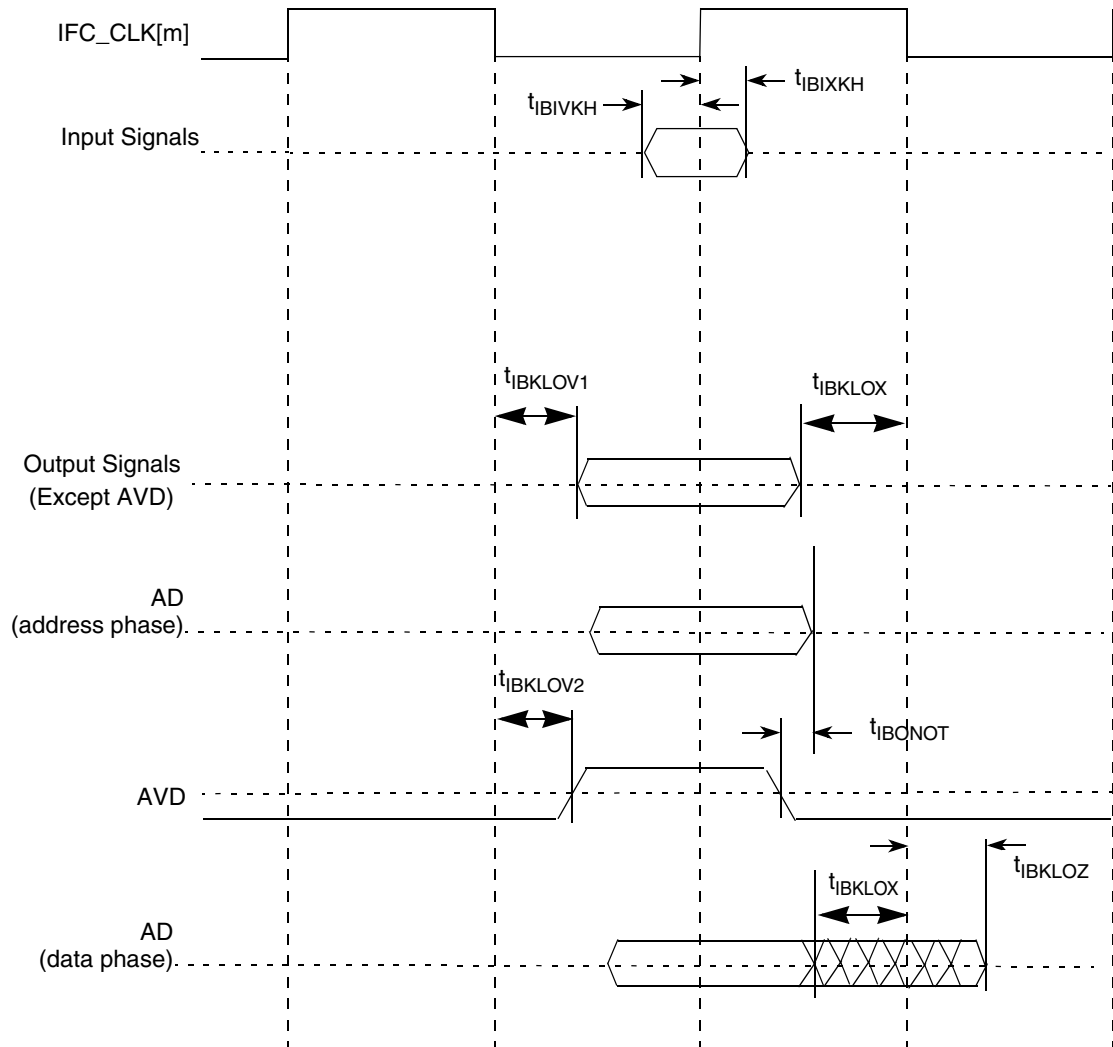 IFC_CLK[m]
tIBIXKH
tIBIVKH
Input Signals
tIBKLOV1
tIBKLOX
Output Signals
(Except AVD)
AD
(address phase)
tIBKLOV2
tIBONOT
AVD
tIBKLOZ
tIBKLOX
AD
(data phase)